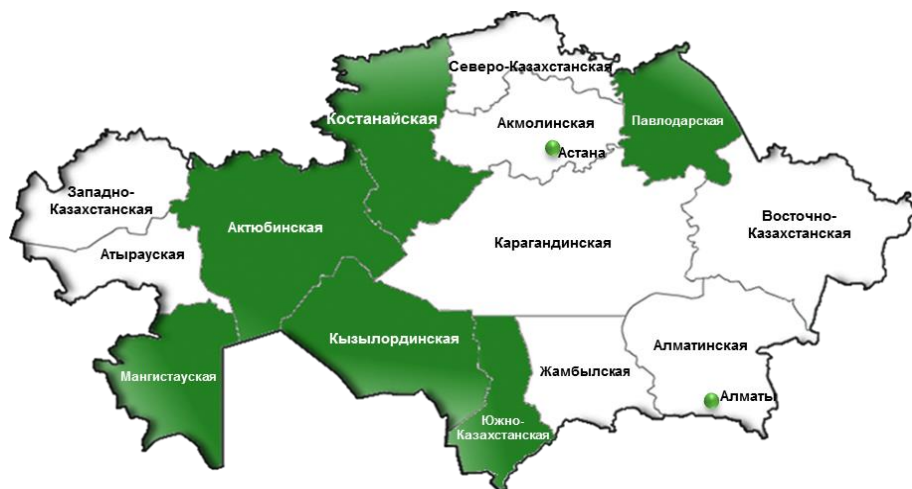 Северо-Казахстанская
Костанайская
Акмолинская
Павлодарская
Астана
Западно-
Казахстанская
Актюбинская
Восточно-
Казахстанская
Атырауская
Карагандинская
Кызылординская
Алматинская
Мангистауская
Жамбылская
Алматы
Южно-
Казахстанская